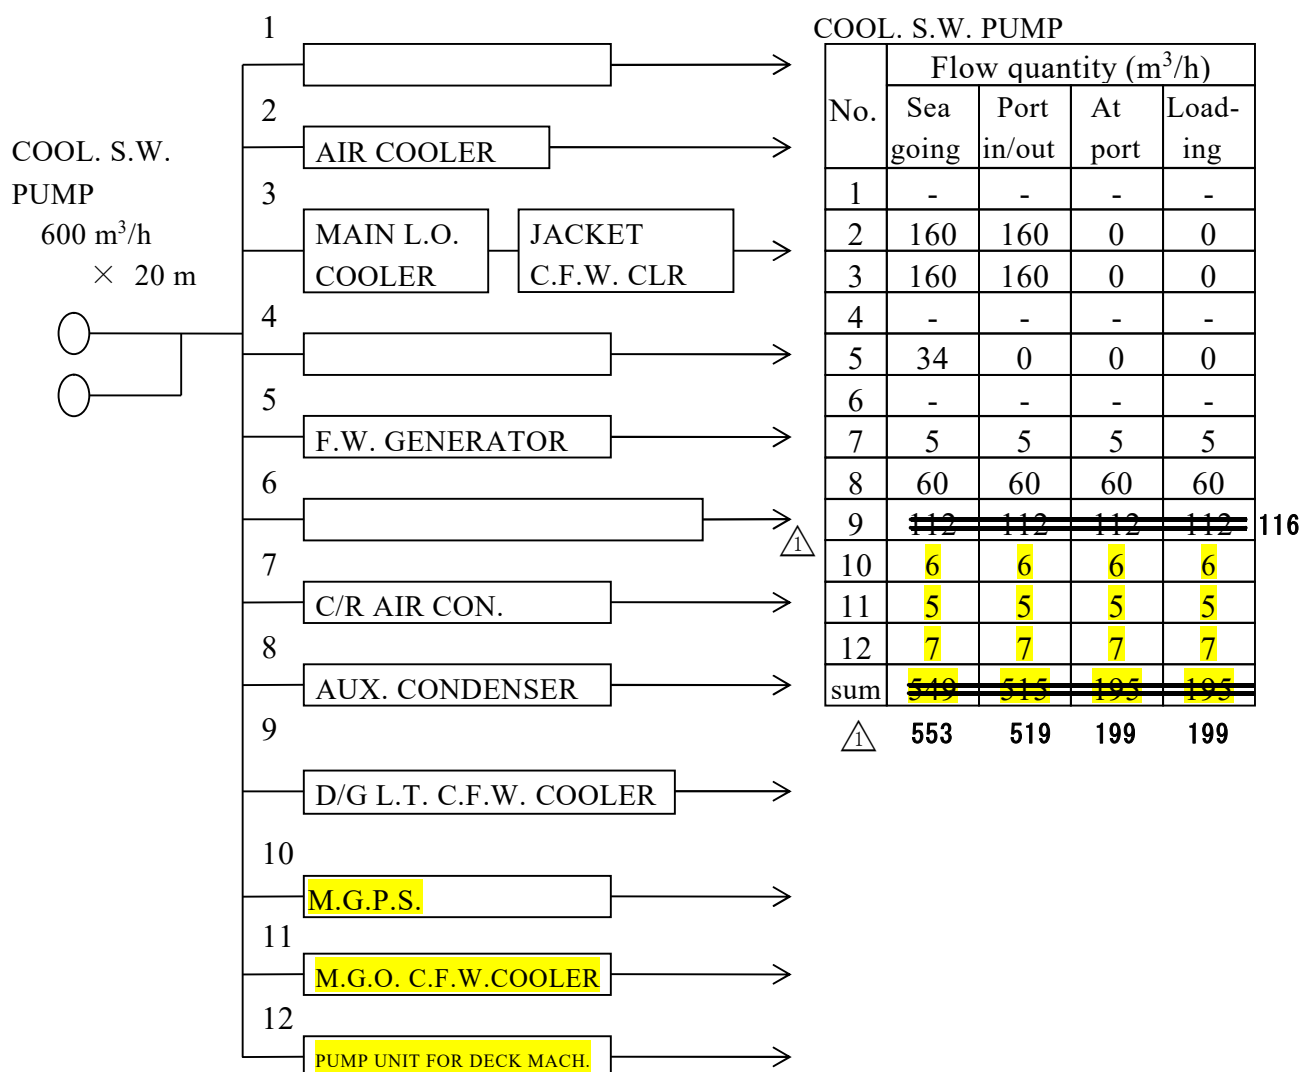 COOL. S.W.
PUMP
600 m³/h
× 20 m
1
2
AIR COOLER
3
MAIN L.O.
COOLER
JACKET
C.F.W. CLR
4
5
F.W. GENERATOR
6
7
C/R AIR CON.
8
AUX. CONDENSER
9
D/G L.T. C.F.W. COOLER
10
M.G.P.S.
11
M.G.O. C.F.W.COOLER
12
PUMP UNIT FOR DECK MACH.
COOL. S.W. PUMP
No. Flow quantity (m³/h)
Sea going Port in/out At port Load-ing
1 - - - -
2 160 160 0 0
3 160 160 0 0
4 - - - -
5 34 0 0 0
6 - - - -
7 5 5 5 5
8 60 60 60 60
9 112 112 112 112 116
1
10 6 6 6 6
11 5 5 5 5
12 7 7 7 7
sum 549 515 195 195
1 553 519 199 199